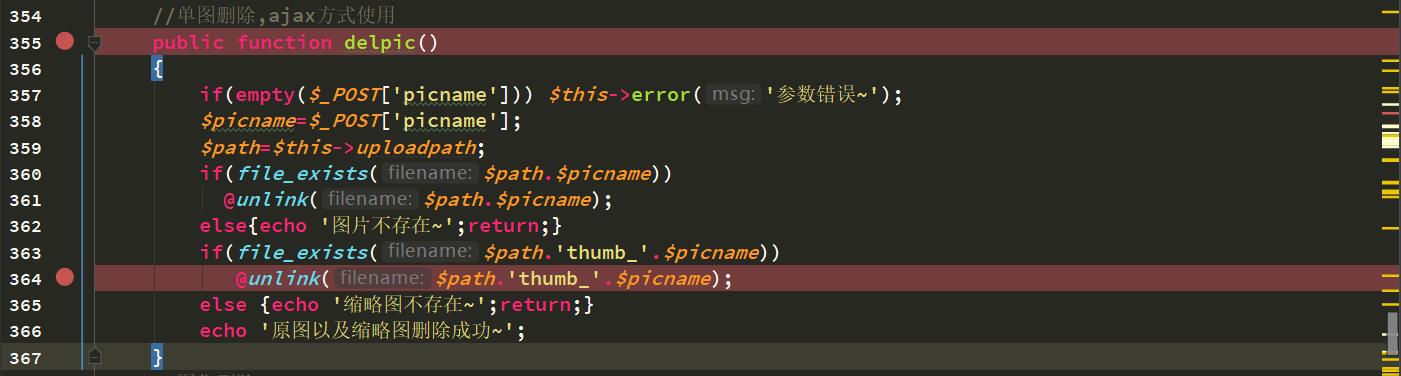 354 //单图删除,ajax方式使用
355 public function delpic()
356 {
357 if(empty($_POST['picname'])) $this->error( msg: '参数错误~');
358 $picname=$_POST['picname'];
359 $path=$this->uploadpath;
360 if(file_exists( filename: $path.$picname))
361 @unlink( filename: $path.$picname);
362 else{echo '图片不存在~';return;}
363 if(file_exists( filename: $path.'thumb_'.$picname))
364 @unlink( filename: $path.'thumb_'.$picname);
365 else {echo '缩略图不存在~';return;}
366 echo '原图以及缩略图删除成功~';
367 }